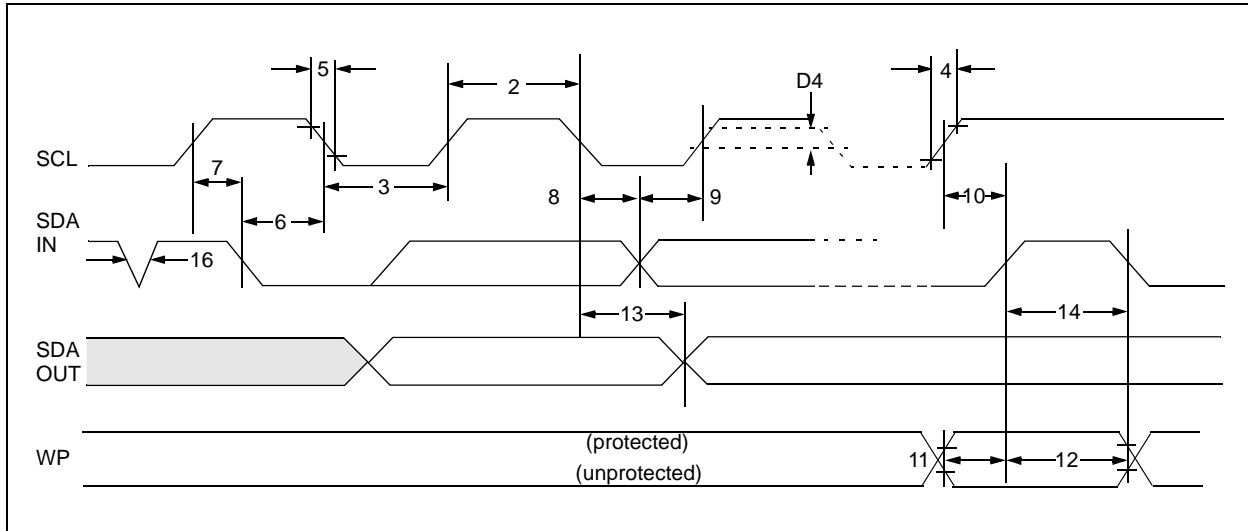 5
2
D4
4
SCL
7
3
8
9
10
6
SDA
IN
16
13
14
SDA
OUT
(protected)
WP
11
12
(unprotected)